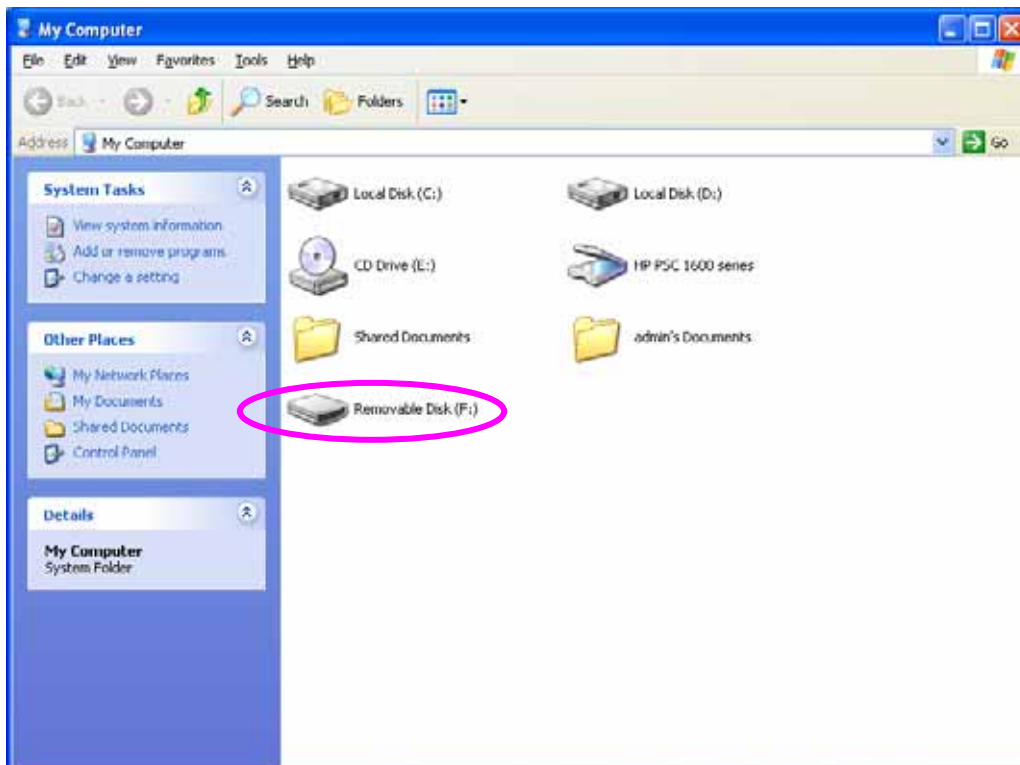 My Computer
File Edit View Favorites Tools Help
Back Search Folders
Address My Computer Go
System Tasks
View system information
Add or remove programs
Change a setting
Other Places
My Network Places
My Documents
Shared Documents
Control Panel
Details
My Computer
System Folder
Local Disk (C:) Local Disk (D:)
CD Drive (E:) HP PSC 1600 series
Shared Documents admin's Documents
Removable Disk (F:)